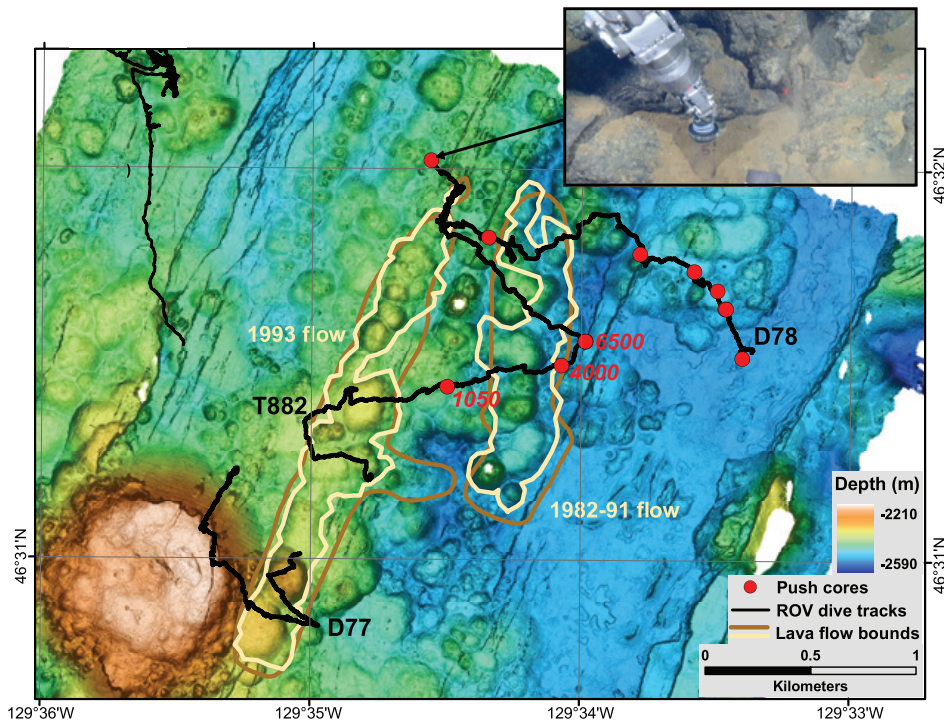 46°32'N
1993 flow
6500
D78
4000
T882
1050
1982-91 flow
Depth (m)
-2210
-2590
46°31'N
46°31'N
Push cores
ROV dive tracks
Lava flow bounds
D77
0 0.5 1
Kilometers
129°36'W 129°35'W 129°34'W 129°33'W